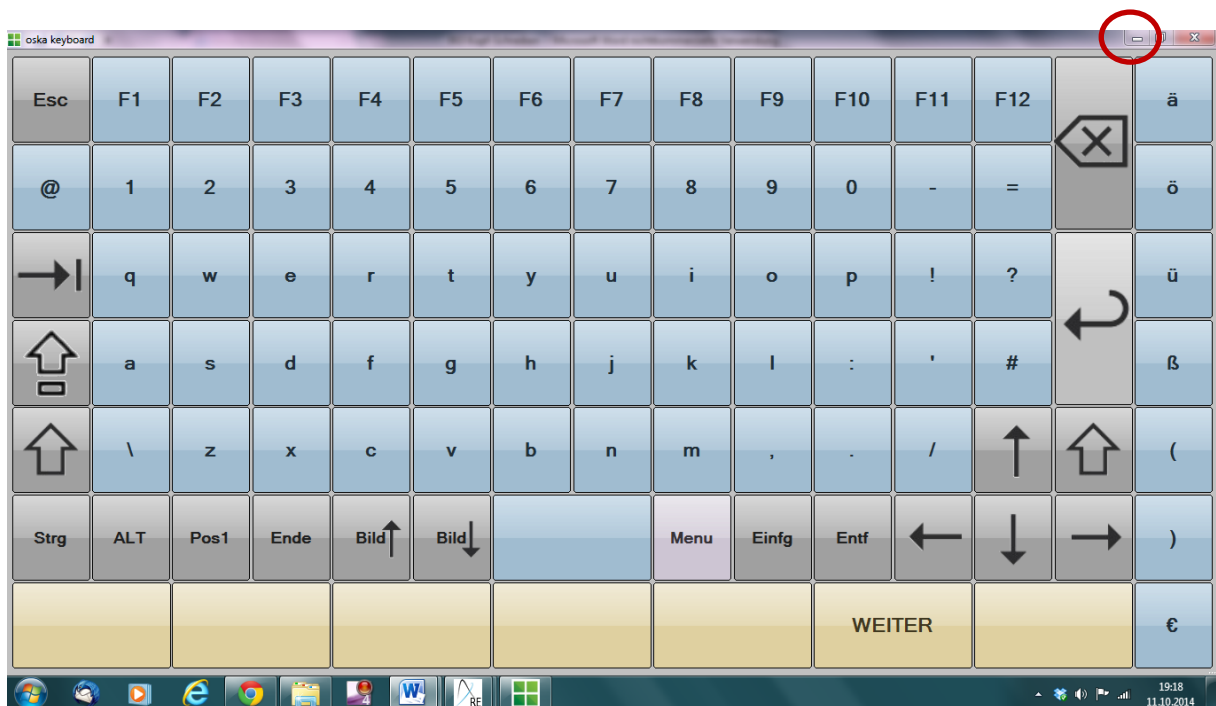 oska keyboard
Esc F1 F2 F3 F4 F5 F6 F7 F8 F9 F10 F11 F12 ä
@ 1 2 3 4 5 6 7 8 9 0 - = ö
q w e r t y u i o p ! ? ü
a s d f g h j k l : ' # ß
\ z x c v b n m , . / (
Strg ALT Pos1 Ende Bild Bild Menu Einfg Entf )
WEITER €
4 W RE 19:18
11.10.2014